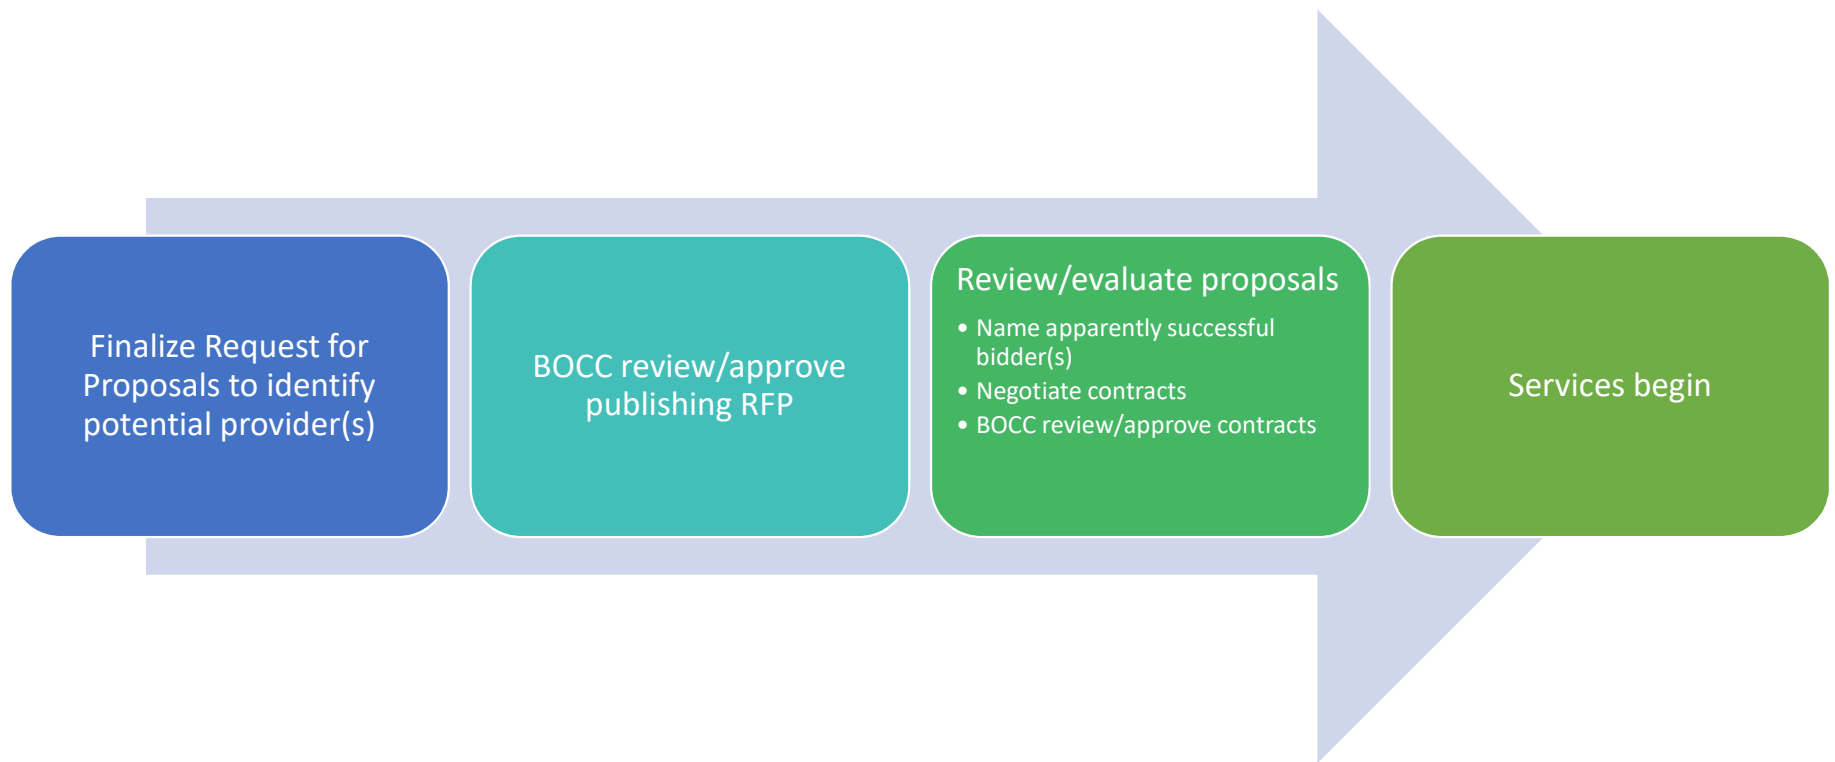 Finalize Request for
Proposals to identify
potential provider(s)
BOCC review/approve
publishing RFP
Review/evaluate proposals
• Name apparently successful
bidder(s)
• Negotiate contracts
• BOCC review/approve contracts
Services begin